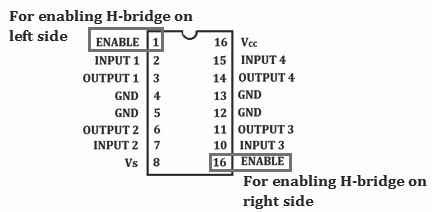 For enabling H-bridge on
left side
ENABLE 1 16 Vcc
INPUT 1 2 15 INPUT 4
OUTPUT 1 3 14 OUTPUT 4
GND 4 13 GND
GND 5 12 GND
OUTPUT 2 6 11 OUTPUT 3
INPUT 2 7 10 INPUT 3
Vs 8 16 ENABLE
For enabling H-bridge on
right side